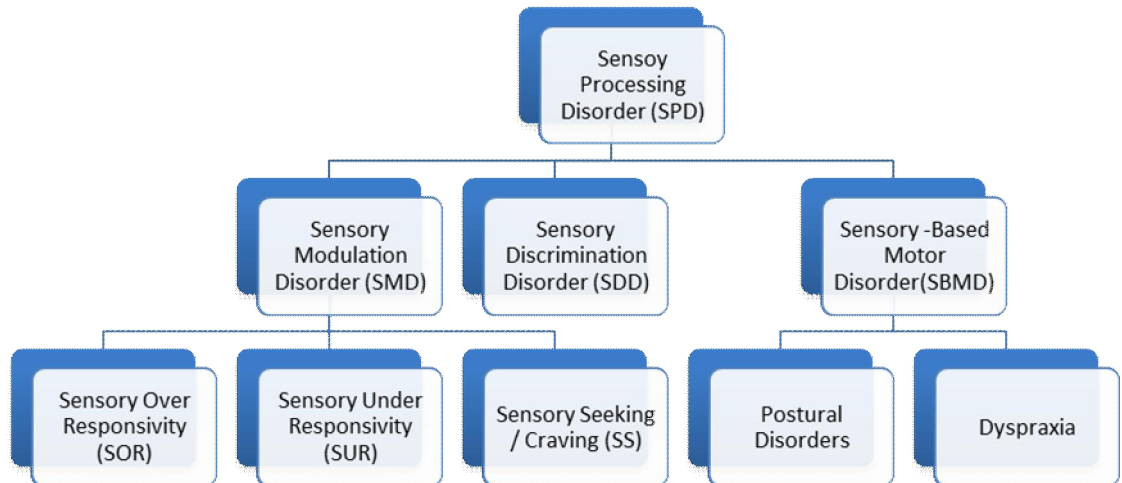 Sensoy
Processing
Disorder (SPD)
Sensory
Modulation
Disorder (SMD)
Sensory
Discrimination
Disorder (SDD)
Sensory -Based
Motor
Disorder(SBMD)
Sensory Over
Responsivity
(SOR)
Sensory Under
Responsivity
(SUR)
Sensory Seeking
/ Craving (SS)
Postural
Disorders
Dyspraxia